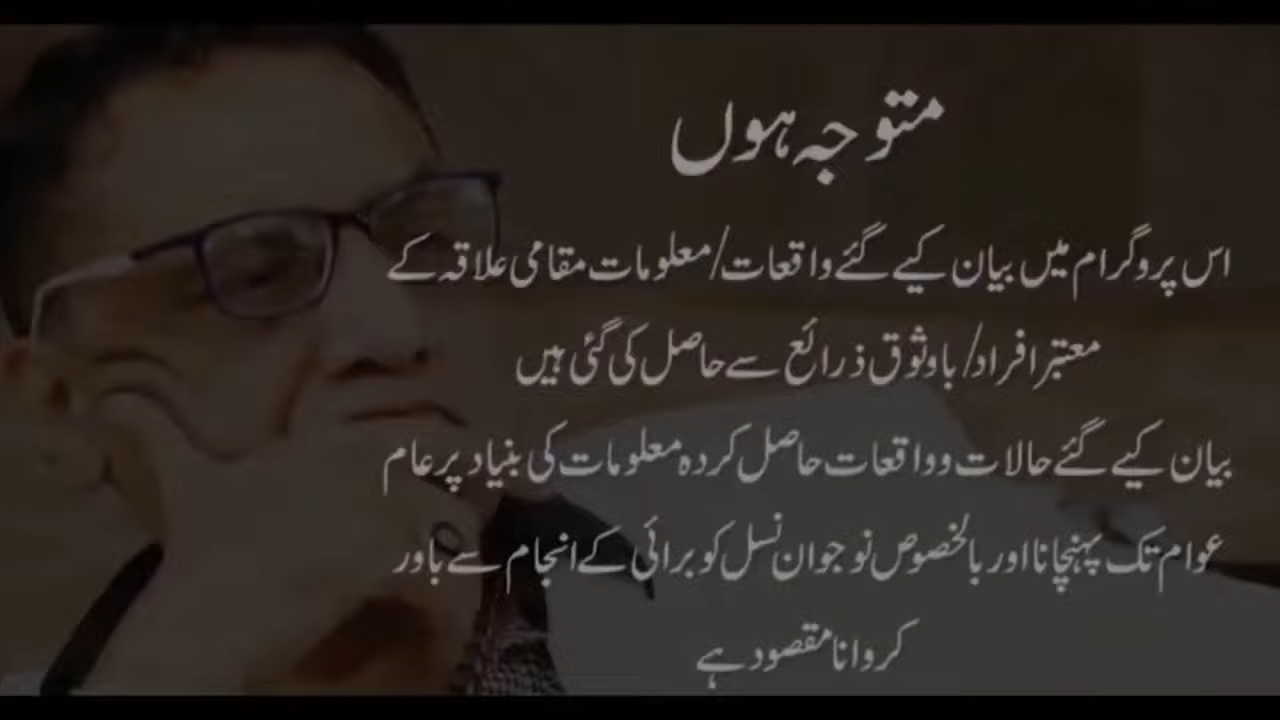 متوجہ ہوں
اس پروگرام میں بیان کیے گئے واقعات/معلومات مقامی علاقہ کے
معتبر افراد/باوثوق ذرائع سے حاصل کی گئی ہیں
بیان کیے گئے حالات و واقعات حاصل کردہ معلومات کی بنیاد پر عام
عوام تک پہنچانا اور بالخصوص نوجوان نسل کو برائی کے انجام سے باور
کروانا مقصود ہے